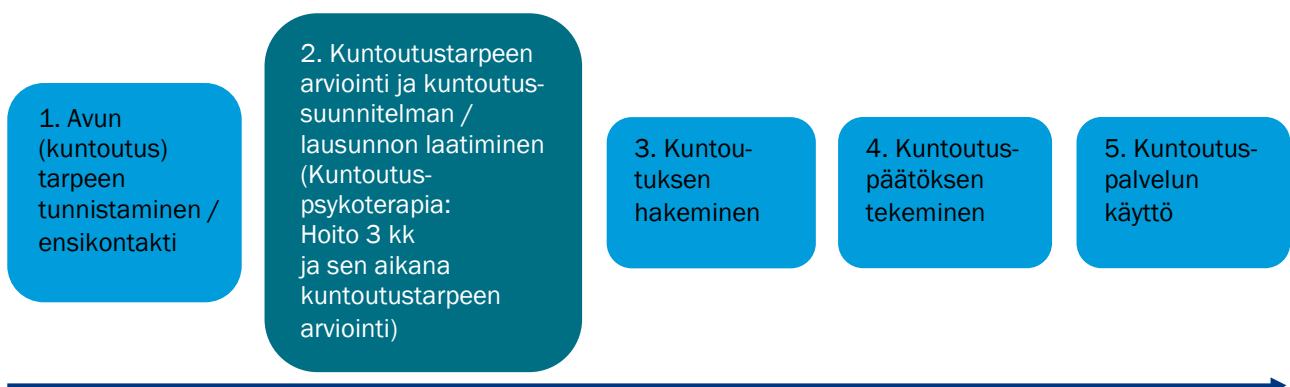 1. Avun
(kuntoutus)
tarpeen
tunnistaminen /
ensikontakti
2. Kuntoutustarpeen
arviointi ja kuntoutus-
suunnitelman /
lausunnon laatiminen
(Kuntoutus-
psykoterapia:
Hoito 3 kk
ja sen aikana
kuntoutustarpeen
arviointi)
3. Kuntou-
tuksen
hakeminen
4. Kuntoutus-
päätöksen
tekeminen
5. Kuntoutus-
palvelun
käyttö